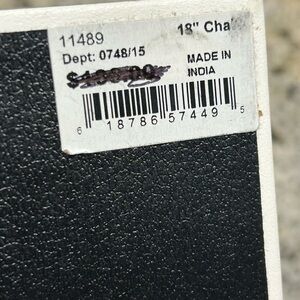 11489 18" Cha
Dept: 0748/15
MADE IN
INDIA
6 18786 57449 5